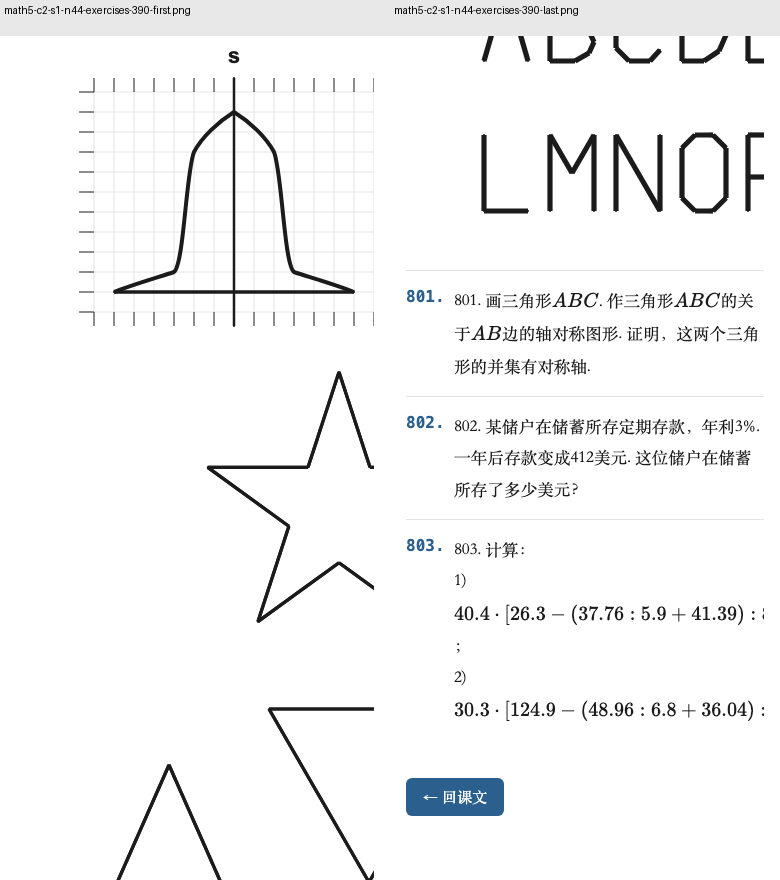 math5-c2-s1-n44-exercises-390-first.png
math5-c2-s1-n44-exercises-390-last.png
s
L M N O
801. 801. 画三角形ABC. 作三角形ABC的关
于AB边的轴对称图形. 证明，这两个三角
形的并集有对称轴.
802. 802. 某储户在储蓄所存定期存款，年利3%.
一年后存款变成412美元. 这位储户在储蓄
所存了多少美元?
803. 803. 计算:
1)
40.4 · [26.3 − (37.76 : 5.9 + 41.39) :
;
2)
30.3 · [124.9 − (48.96 : 6.8 + 36.04) :
← 回课文